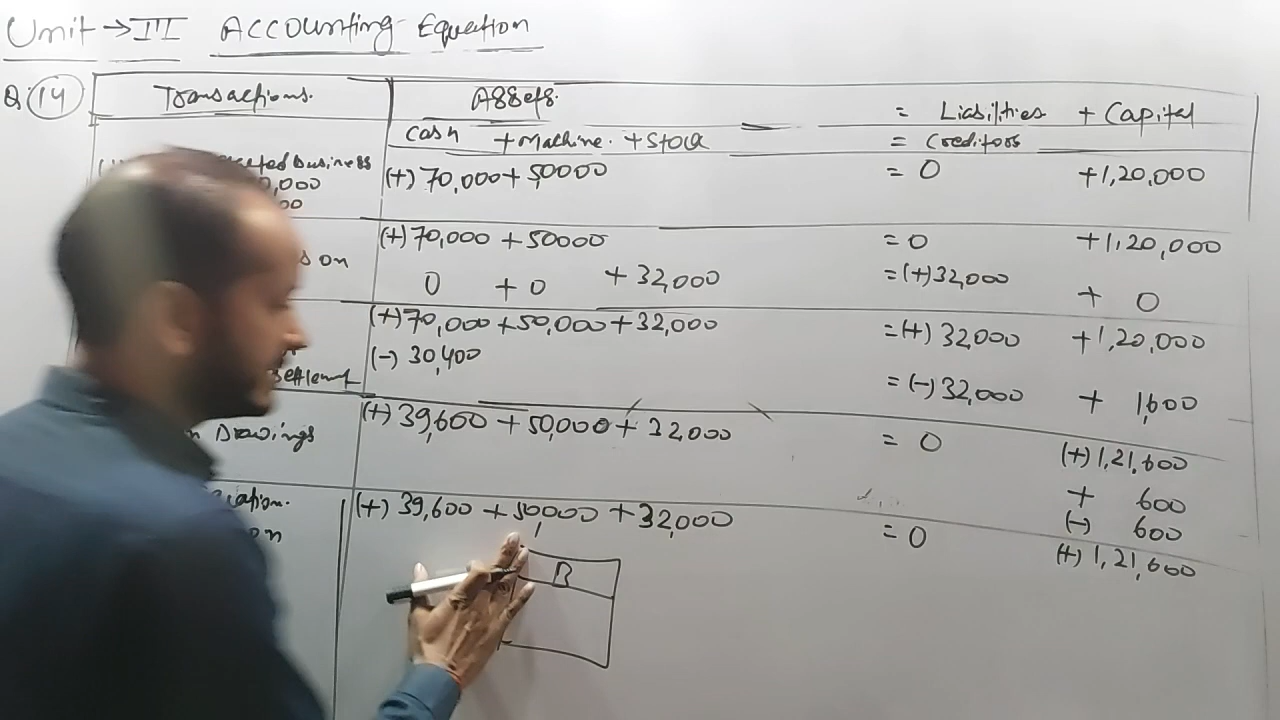 Unit → III Accounting Equation
Q. 14 Transactions. Assets. = Liabilities + Capital
Cash + Machine. + Stock = Creditors
Business (+) 70,000 + 50000 = 0 + 1,20,000
0,000
00
(+) 70,000 + 50000 = 0 + 1,20,000
on 0 + 0 + 32,000 = (+) 32,000 + 0
(+) 70,000 + 50,000 + 32,000 = (+) 32,000 + 1,20,000
(-) 30,400 = (-) 32,000 + 1,600
(+) 39,600 + 50,000 + 32,000 = 0 (+) 1,21,600
Drawings
+ 600
(-) 600
(+) 39,600 + 50000 + 32,000 = 0 (+) 1,21,600
on
B